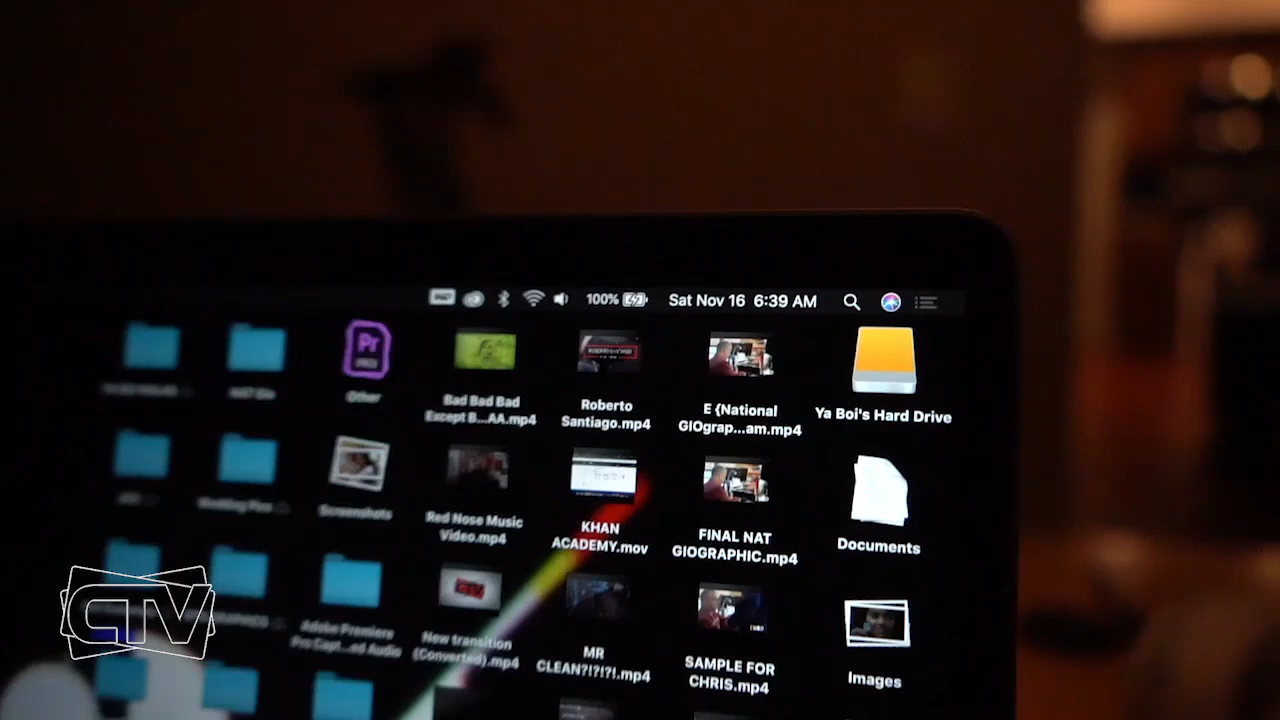 100% Sat Nov 16 6:39 AM
Pr
Other
Bad Bad Bad
Except B...AA.mp4
Roberto
Santiago.mp4
E {National
GIOgrap...am.mp4
Ya Boi's Hard Drive
Screenshots
Red Nose Music
Video.mp4
KHAN
ACADEMY.mov
FINAL NAT
GIOGRAPHIC.mp4
Documents
Adobe Premiere
Pro Capt...ed Audio
New transition
(Converted).mp4
MR
CLEAN?!?!?!.mp4
SAMPLE FOR
CHRIS.mp4
Images
CTV